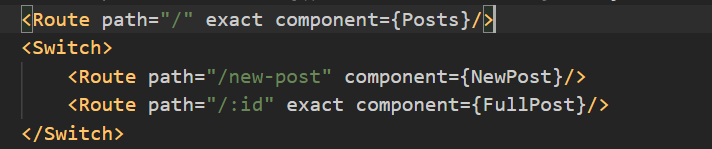 <Route path="/" exact component={Posts}/>
<Switch>
    <Route path="/new-post" component={NewPost}/>
    <Route path="/:id" exact component={FullPost}/>
</Switch>